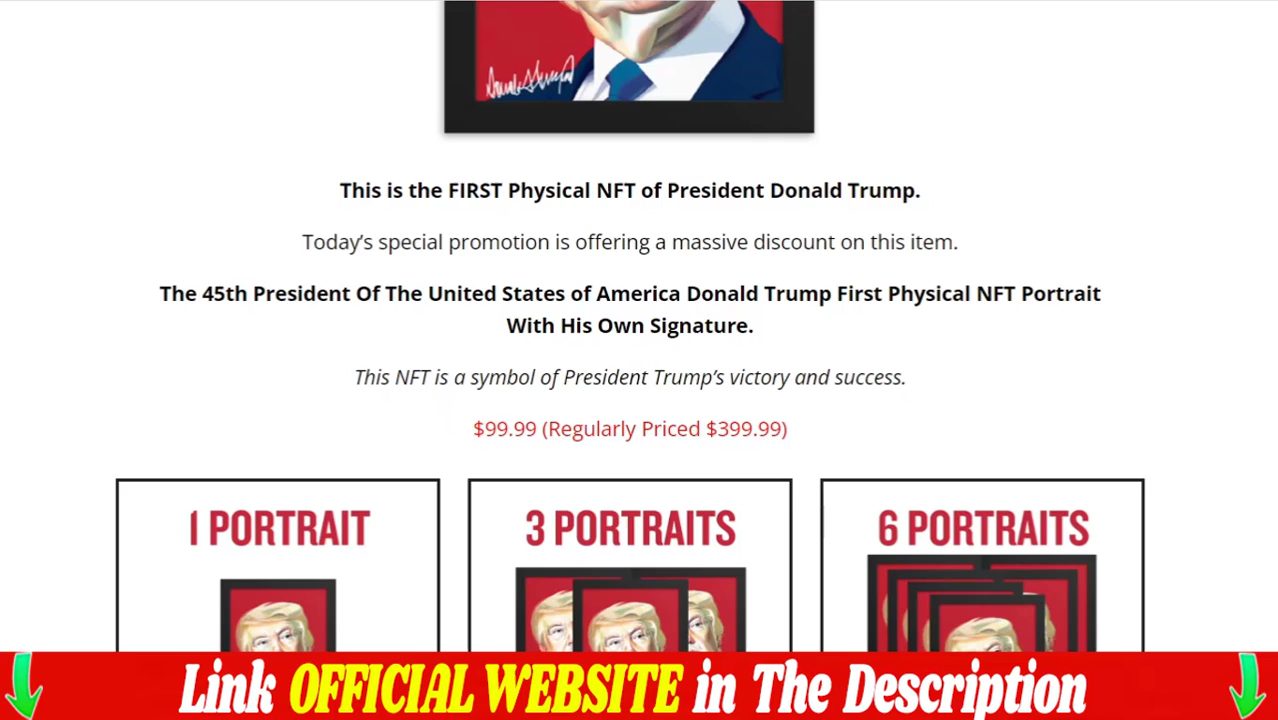 This is the FIRST Physical NFT of President Donald Trump.
Today's special promotion is offering a massive discount on this item.
The 45th President Of The United States of America Donald Trump First Physical NFT Portrait
With His Own Signature.
This NFT is a symbol of President Trump's victory and success.
$99.99 (Regularly Priced $399.99)
1 PORTRAIT
3 PORTRAITS
6 PORTRAITS
Link OFFICIAL WEBSITE in The Description